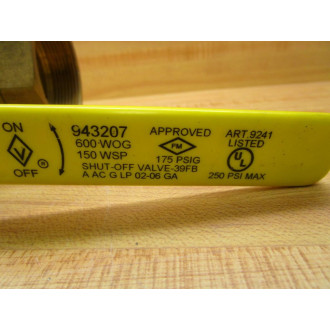 ON
V
®
OFF
943207
600 WOG
150 WSP
SHUT-OFF VALVE-39FB
A AC G LP 02-06 GA
APPROVED
FM
175 PSIG
ART.9241
LISTED
UL
®
250 PSI MAX